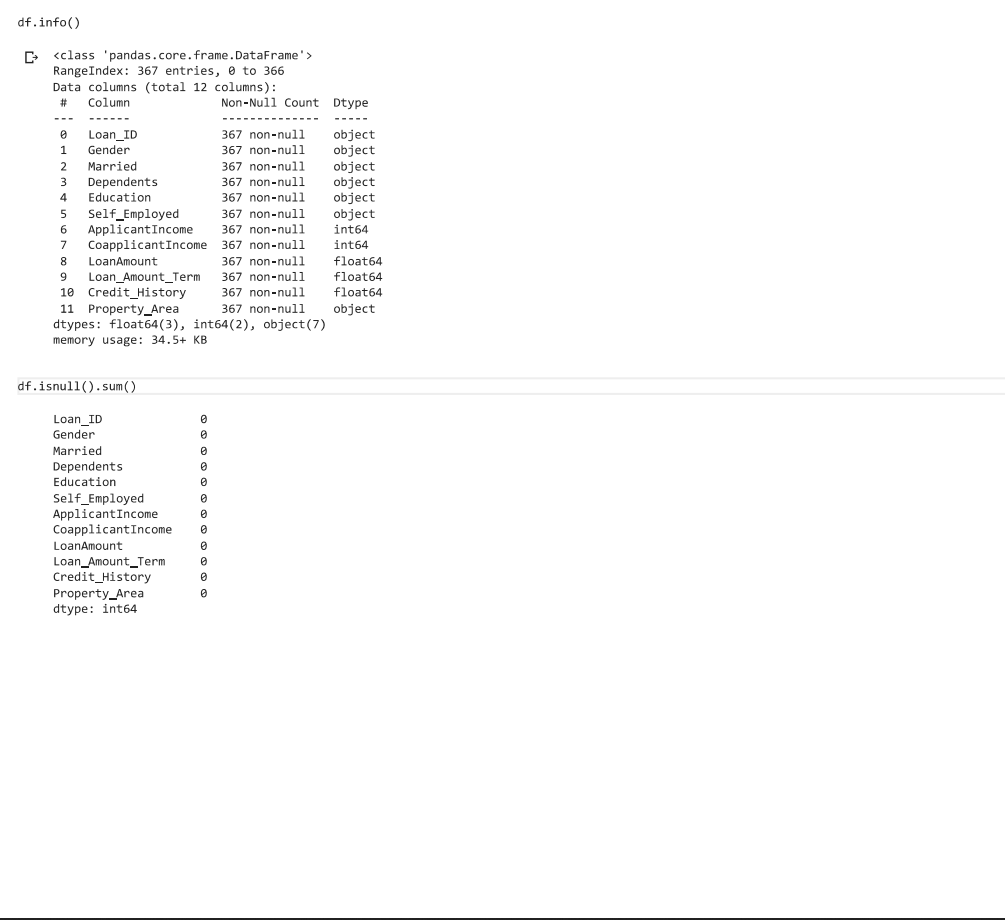 df.info()
<class 'pandas.core.frame.DataFrame'>
RangeIndex: 367 entries, 0 to 366
Data columns (total 12 columns):
 #   Column             Non-Null Count  Dtype
---  ------             --------------  -----
 0   Loan_ID            367 non-null    object
 1   Gender             367 non-null    object
 2   Married            367 non-null    object
 3   Dependents         367 non-null    object
 4   Education          367 non-null    object
 5   Self_Employed      367 non-null    object
 6   ApplicantIncome    367 non-null    int64
 7   CoapplicantIncome  367 non-null    int64
 8   LoanAmount         367 non-null    float64
 9   Loan_Amount_Term   367 non-null    float64
 10  Credit_History     367 non-null    float64
 11  Property_Area      367 non-null    object
dtypes: float64(3), int64(2), object(7)
memory usage: 34.5+ KB
df.isnull().sum()
Loan_ID              0
Gender               0
Married              0
Dependents           0
Education            0
Self_Employed        0
ApplicantIncome      0
CoapplicantIncome    0
LoanAmount           0
Loan_Amount_Term     0
Credit_History       0
Property_Area        0
dtype: int64